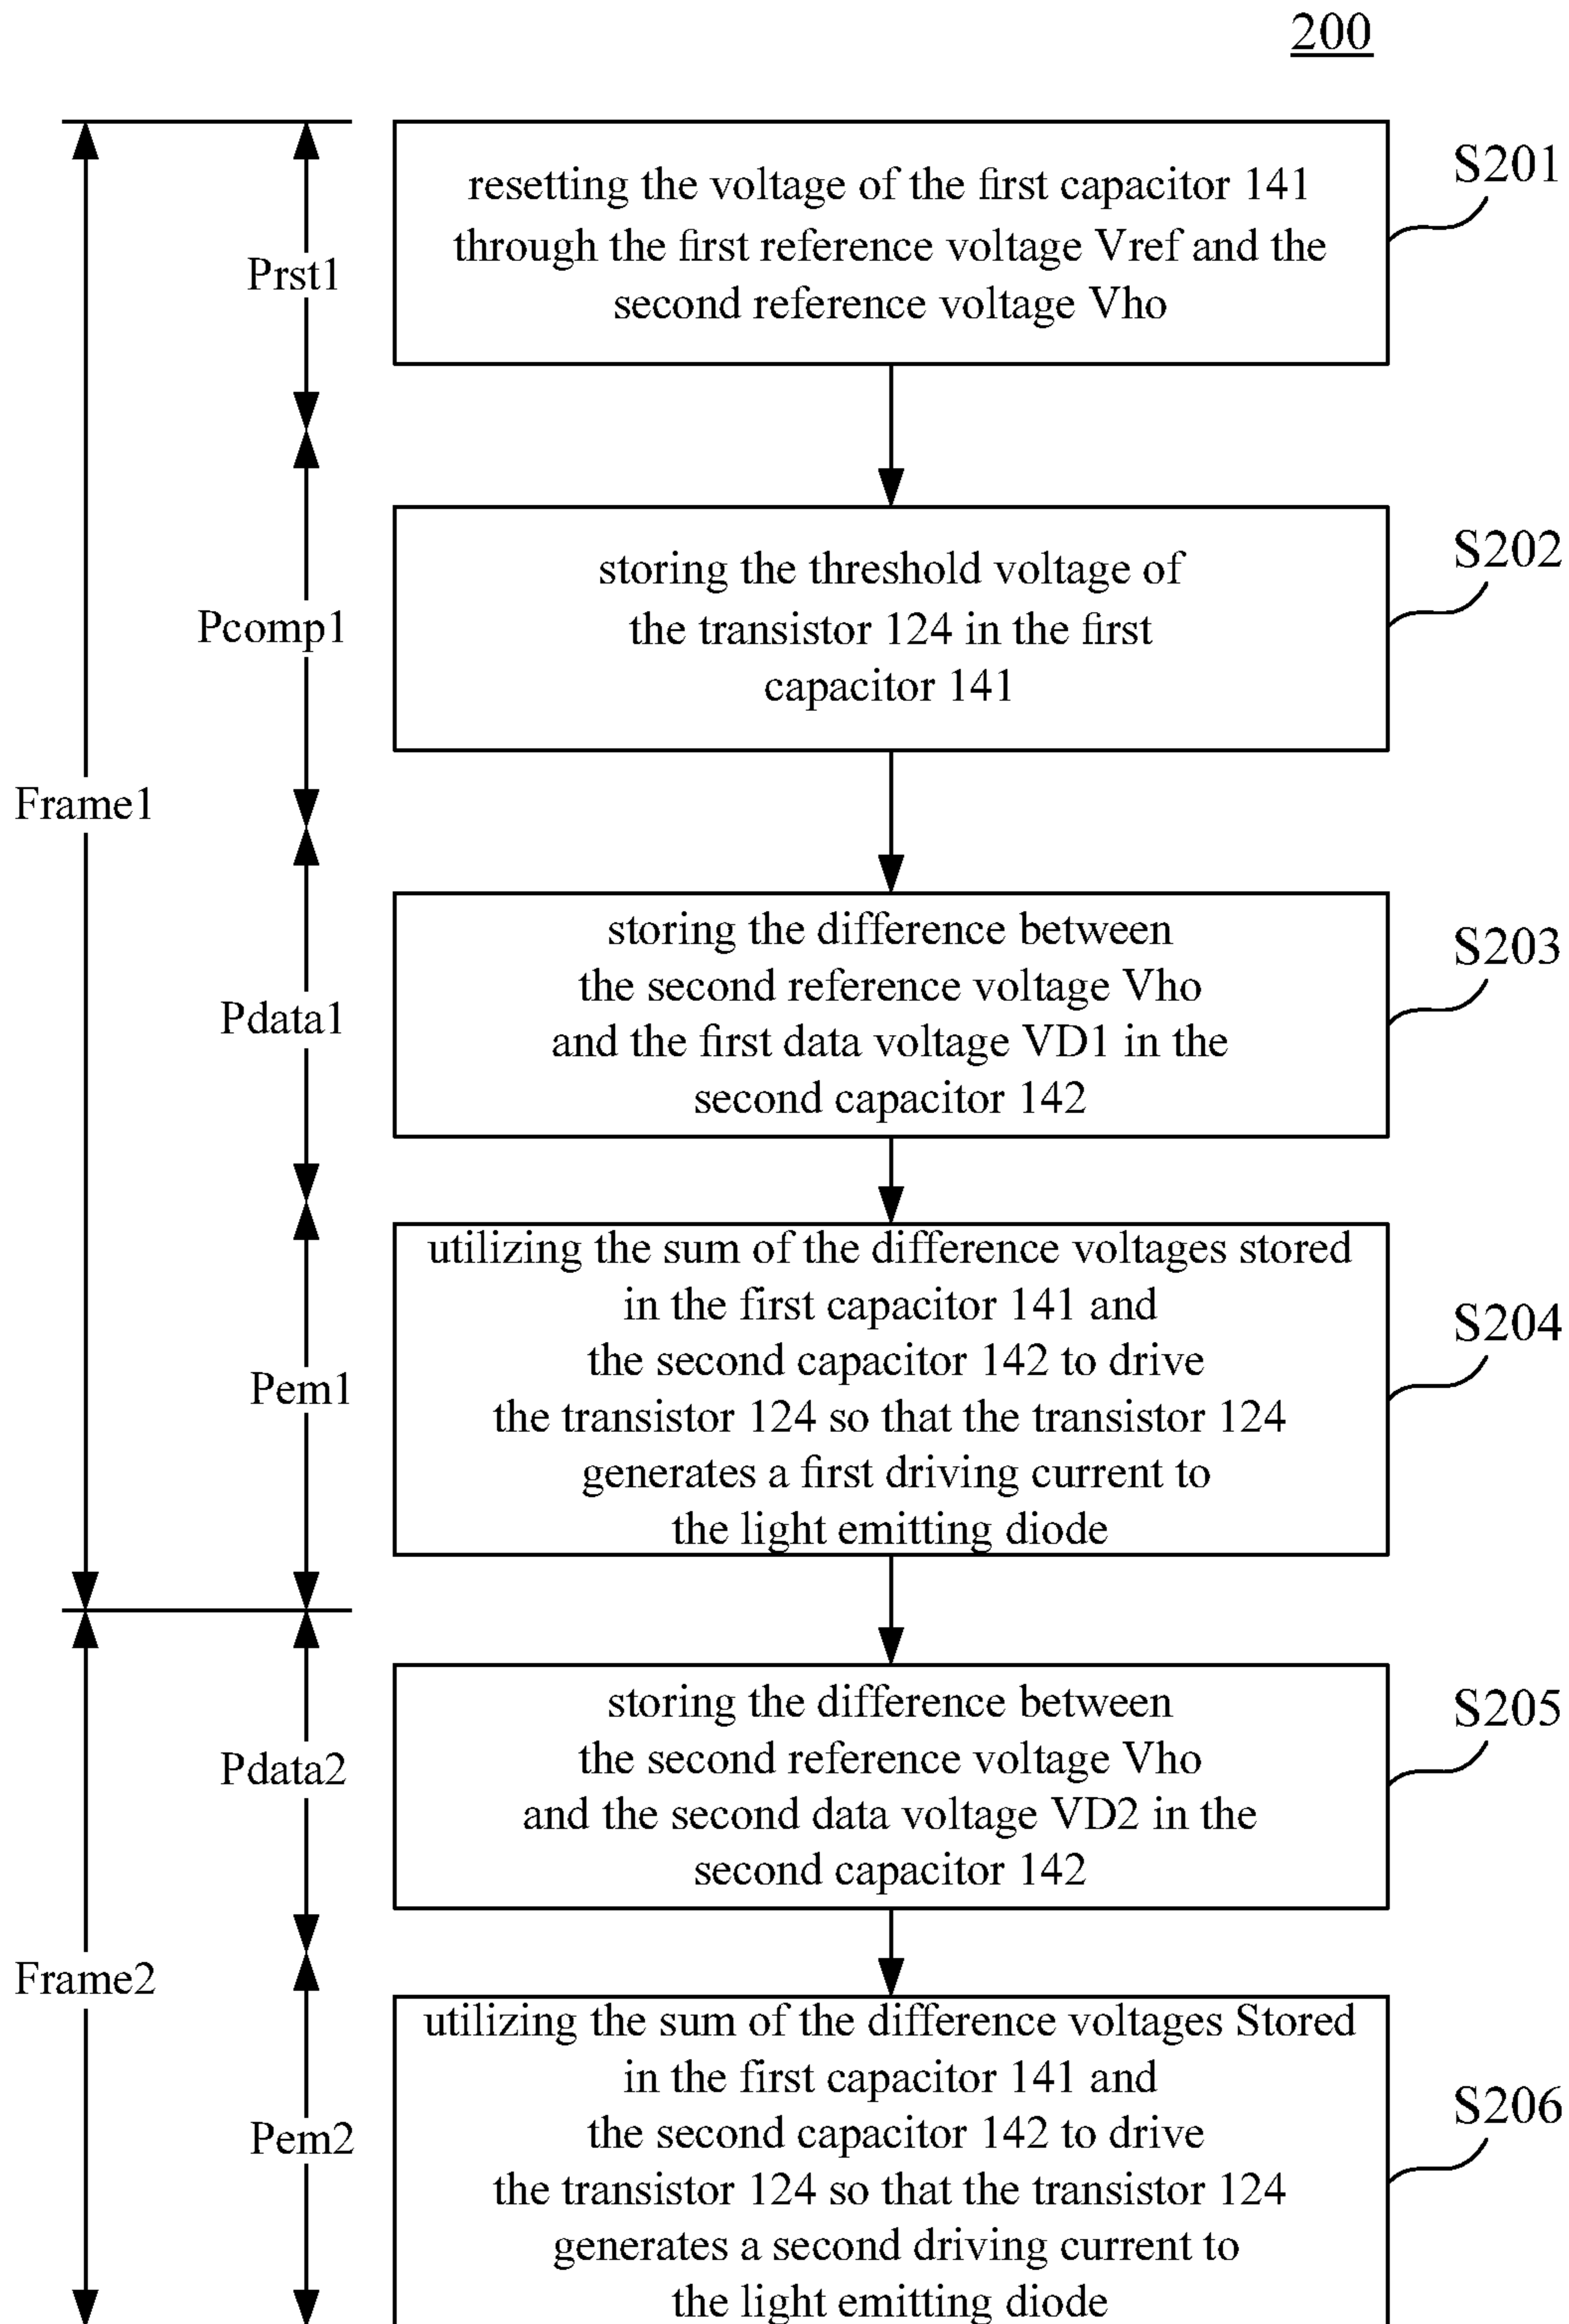 200
resetting the voltage of the first capacitor 141
through the first reference voltage Vref and the
second reference voltage Vho
S201
Prst1
storing the threshold voltage of
the transistor 124 in the first
capacitor 141
S202
Pcomp1
Frame1
storing the difference between
the second reference voltage Vho
and the first data voltage VD1 in the
second capacitor 142
S203
Pdata1
utilizing the sum of the difference voltages stored
in the first capacitor 141 and
the second capacitor 142 to drive
the transistor 124 so that the transistor 124
generates a first driving current to
the light emitting diode
S204
Pem1
storing the difference between
the second reference voltage Vho
and the second data voltage VD2 in the
second capacitor 142
S205
Pdata2
Frame2
utilizing the sum of the difference voltages Stored
in the first capacitor 141 and
the second capacitor 142 to drive
the transistor 124 so that the transistor 124
generates a second driving current to
the light emitting diode
S206
Pem2